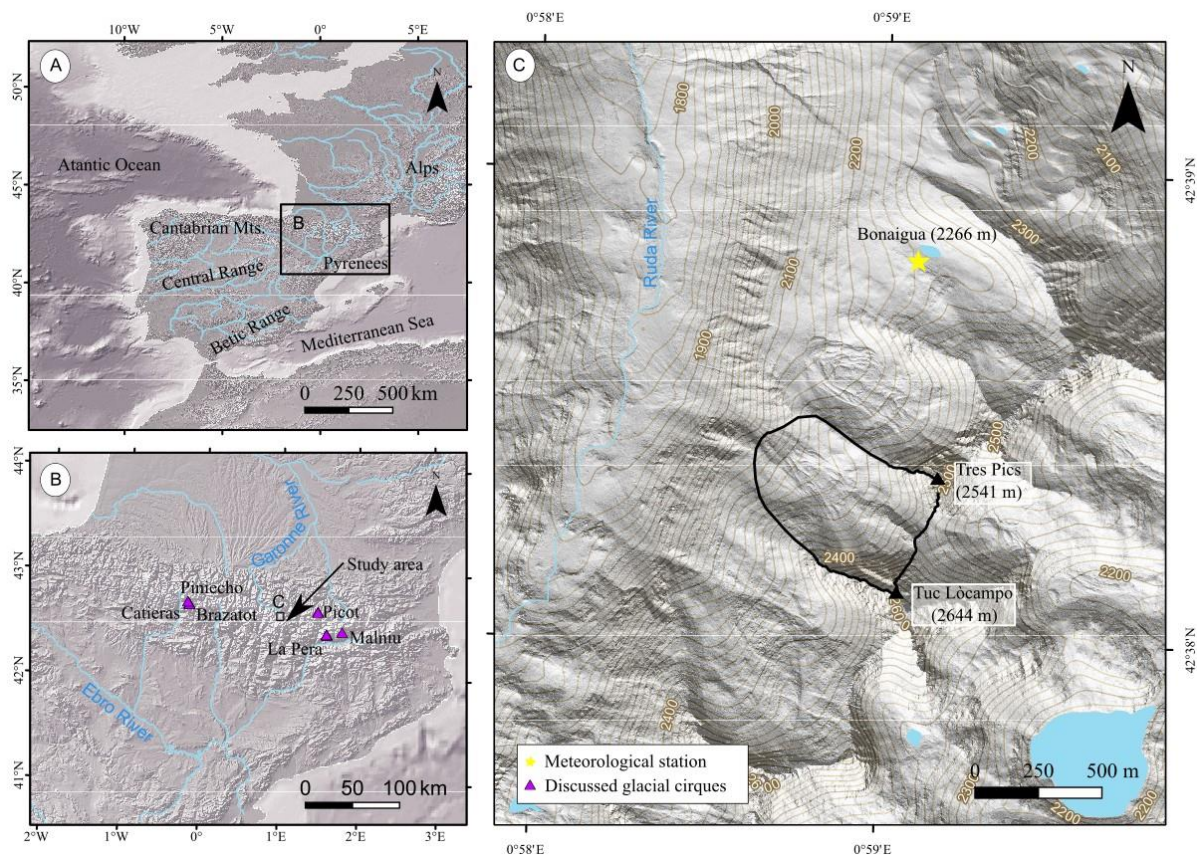 A
10°W
5°W
0°
5°E
50°N
45°N
40°N
35°N
N
Atantic Ocean
Alps
B
Cantabrian Mts.
Pyrenees
Central Range
Betic Range
Mediterranean Sea
0 250 500 km
B
44°N
43°N
42°N
41°N
N
Garonne River
Study area
C
Piniecho
Catieras
Brazatot
Picot
La Pera
Malniu
Ebro River
0 50 100 km
2°W
1°W
0°
1°E
2°E
3°E
C
0°58'E
0°59'E
N
1800
2000
2200
2200
2100
42°39'N
2300
Ruda River
Bonaigua (2266 m)
2100
1900
2500
Tres Pics
(2541 m)
2500
2400
2200
Tuc Lòcampo
(2644 m)
2600
42°38'N
2400
Meteorological station
Discussed glacial cirques
2200
2300
0 250 500 m
2200
2200
0°58'E
0°59'E